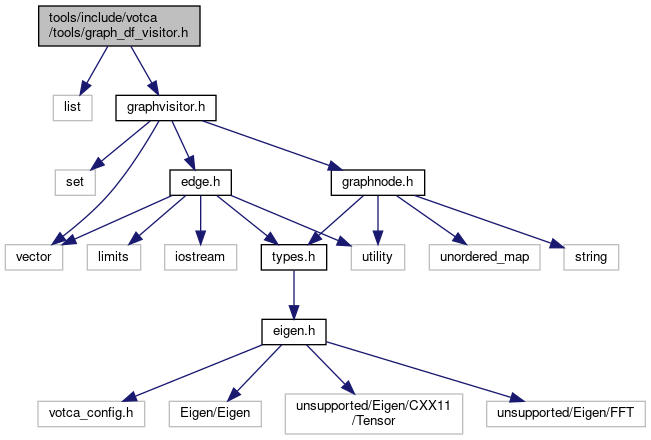 tools/include/votca
/tools/graph_df_visitor.h
list
graphvisitor.h
set
edge.h
graphnode.h
vector
limits
iostream
types.h
utility
unordered_map
string
eigen.h
votca_config.h
Eigen/Eigen
unsupported/Eigen/CXX11
/Tensor
unsupported/Eigen/FFT